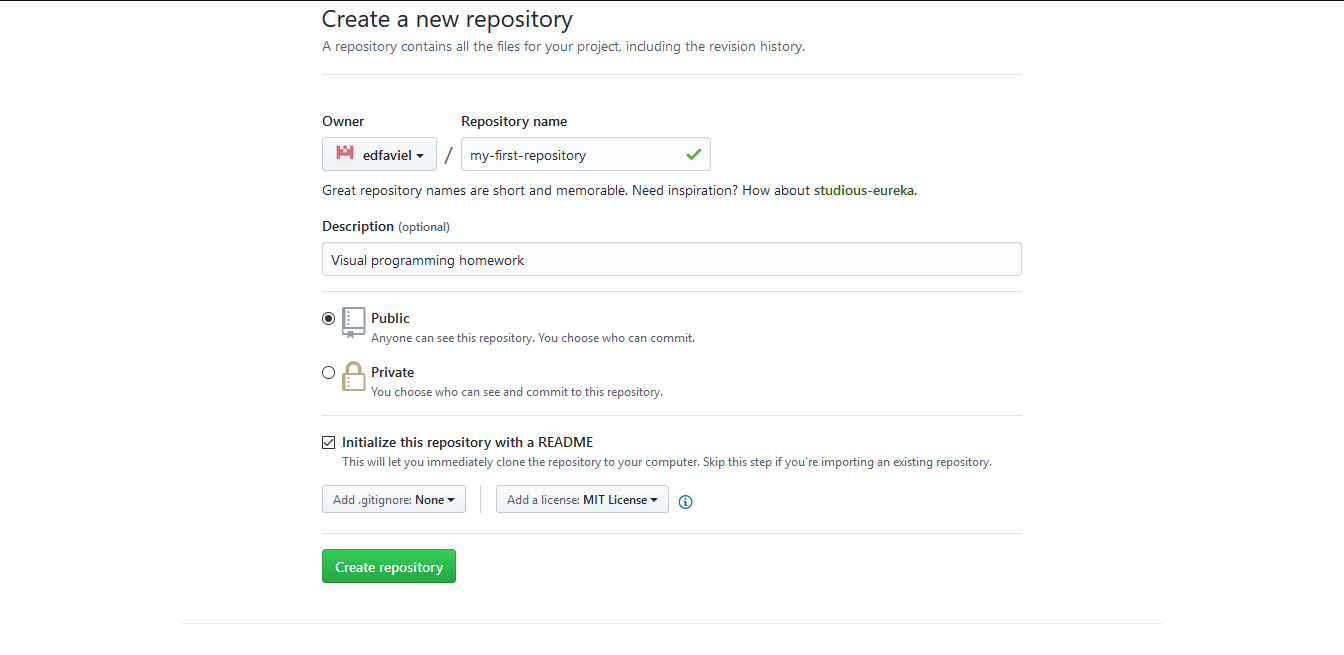 Create a new repository
A repository contains all the files for your project, including the revision history.
Owner Repository name
edfaviel / my-first-repository
Great repository names are short and memorable. Need inspiration? How about studious-eureka.
Description (optional)
Visual programming homework
Public
Anyone can see this repository. You choose who can commit.
Private
You choose who can see and commit to this repository.
Initialize this repository with a README
This will let you immediately clone the repository to your computer. Skip this step if you’re importing an existing repository.
Add .gitignore: None Add a license: MIT License
Create repository